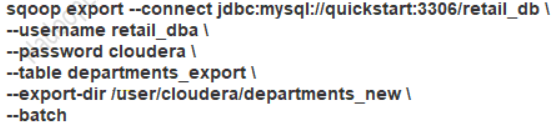 sqoop export --connect jdbc:mysql://quickstart:3306/retail_db \
--username retail_dba \
--password cloudera \
--table departments_export \
--export-dir /user/cloudera/departments_new \
--batch